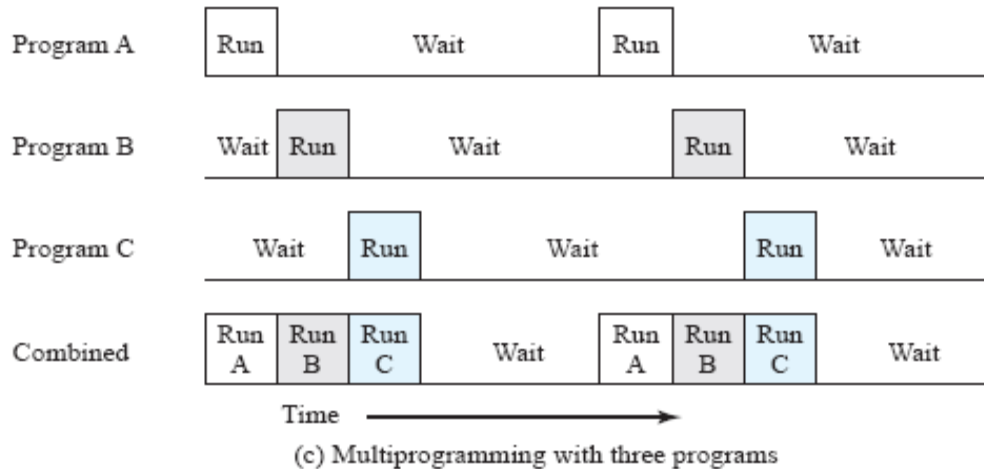 Program A Run Wait Run Wait
Program B Wait Run Wait Run Wait
Program C Wait Run Wait Run Wait
Run Run Run Run Run Run
Combined Wait Wait
A B C A B C
Time
(c) Multiprogramming with three programs